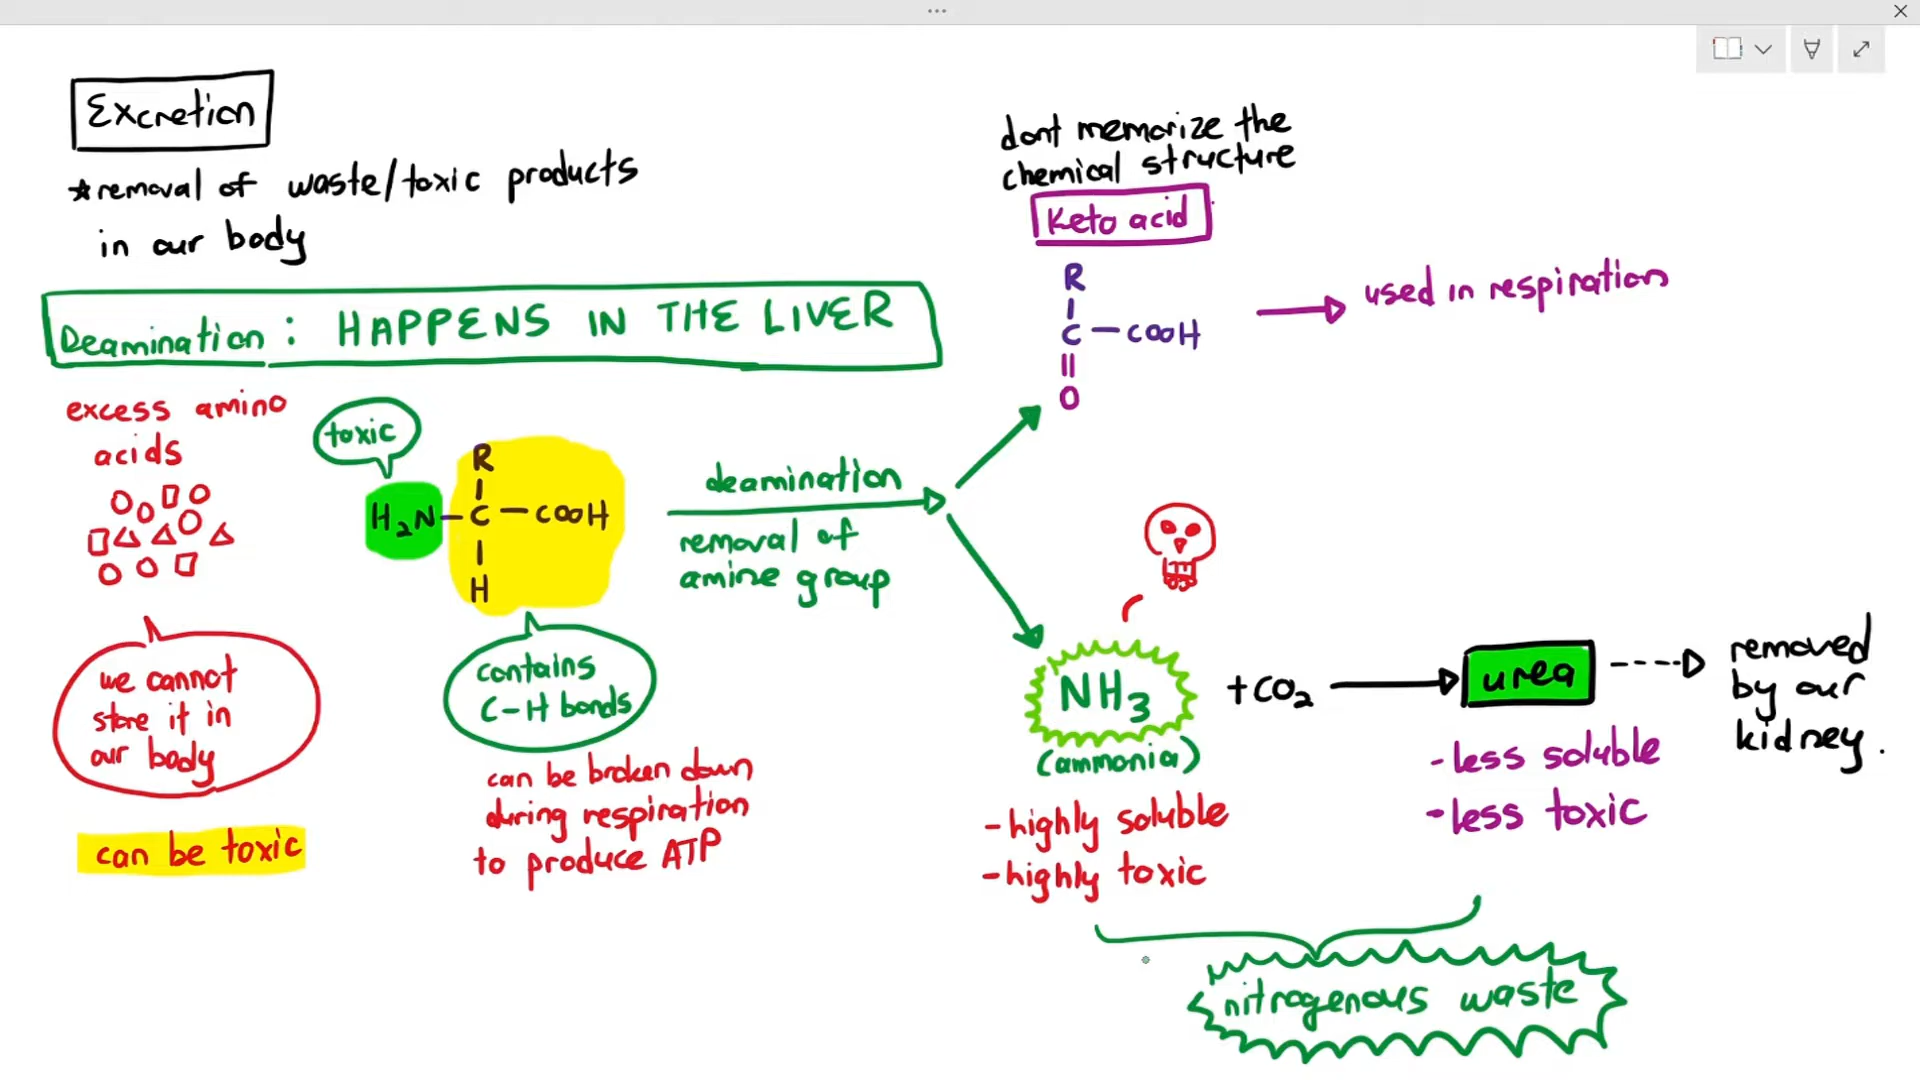 Excretion
*removal of waste/toxic products
in our body
Deamination: HAPPENS IN THE LIVER
excess amino
acids
we cannot
store it in
our body
can be toxic
toxic
R
H2N-C-COOH
H
contains
C-H bonds
can be broken down
during respiration
to produce ATP
deamination
removal of
amine group
dont memorize the
chemical structure
Keto acid
R
C-COOH
O
used in respiration
NH3
(ammonia)
-highly soluble
-highly toxic
+CO2
urea
-less soluble
-less toxic
removed
by our
kidney.
nitrogenous waste